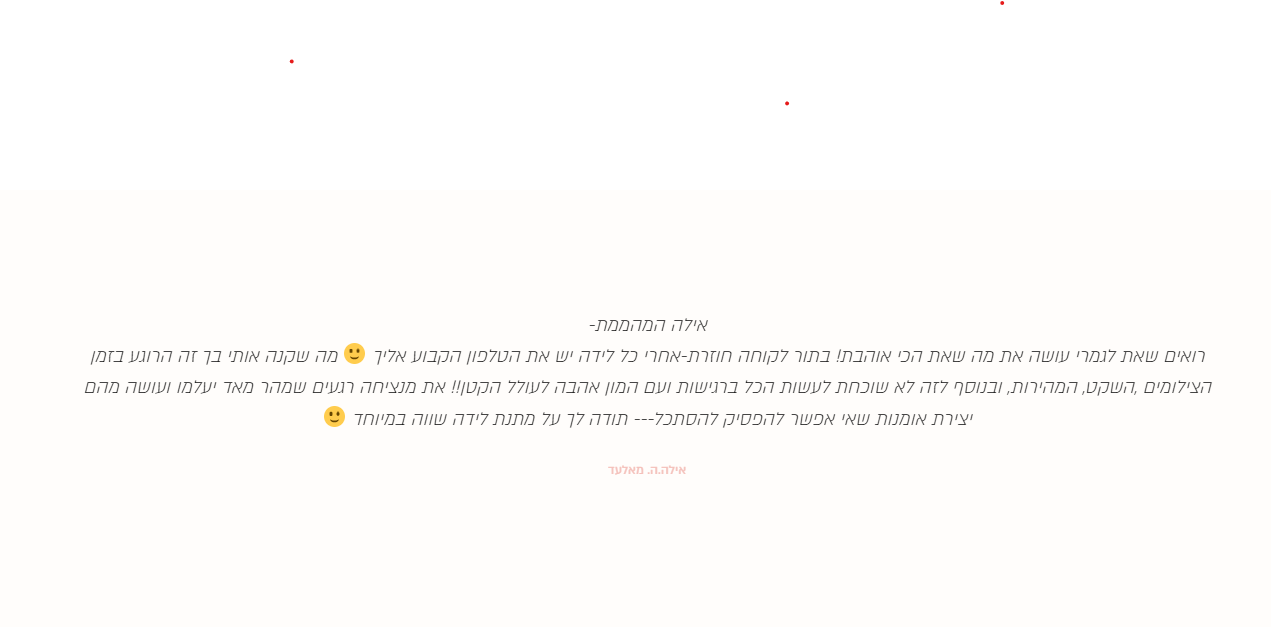 אילה המהממת-
רואים שאת לגמרי עושה את מה שאת הכי אוהבת! בתור לקוחה חוזרת-אחרי כל לידה יש את הטלפון הקבוע אליך 🙂 מה שקנה אותי בך זה הרוגע בזמן
הצילומים ,השקט, המהירות, ובנוסף לזה לא שוכחת לעשות הכל ברגישות ועם המון אהבה לעולל הקטן!! את מנציחה רגעים שמהר מאד יעלמו ועושה מהם
יצירת אומנות שאי אפשר להפסיק להסתכל--- תודה לך על מתנת לידה שווה במיוחד 🙂
אילה.ה. מאלעד